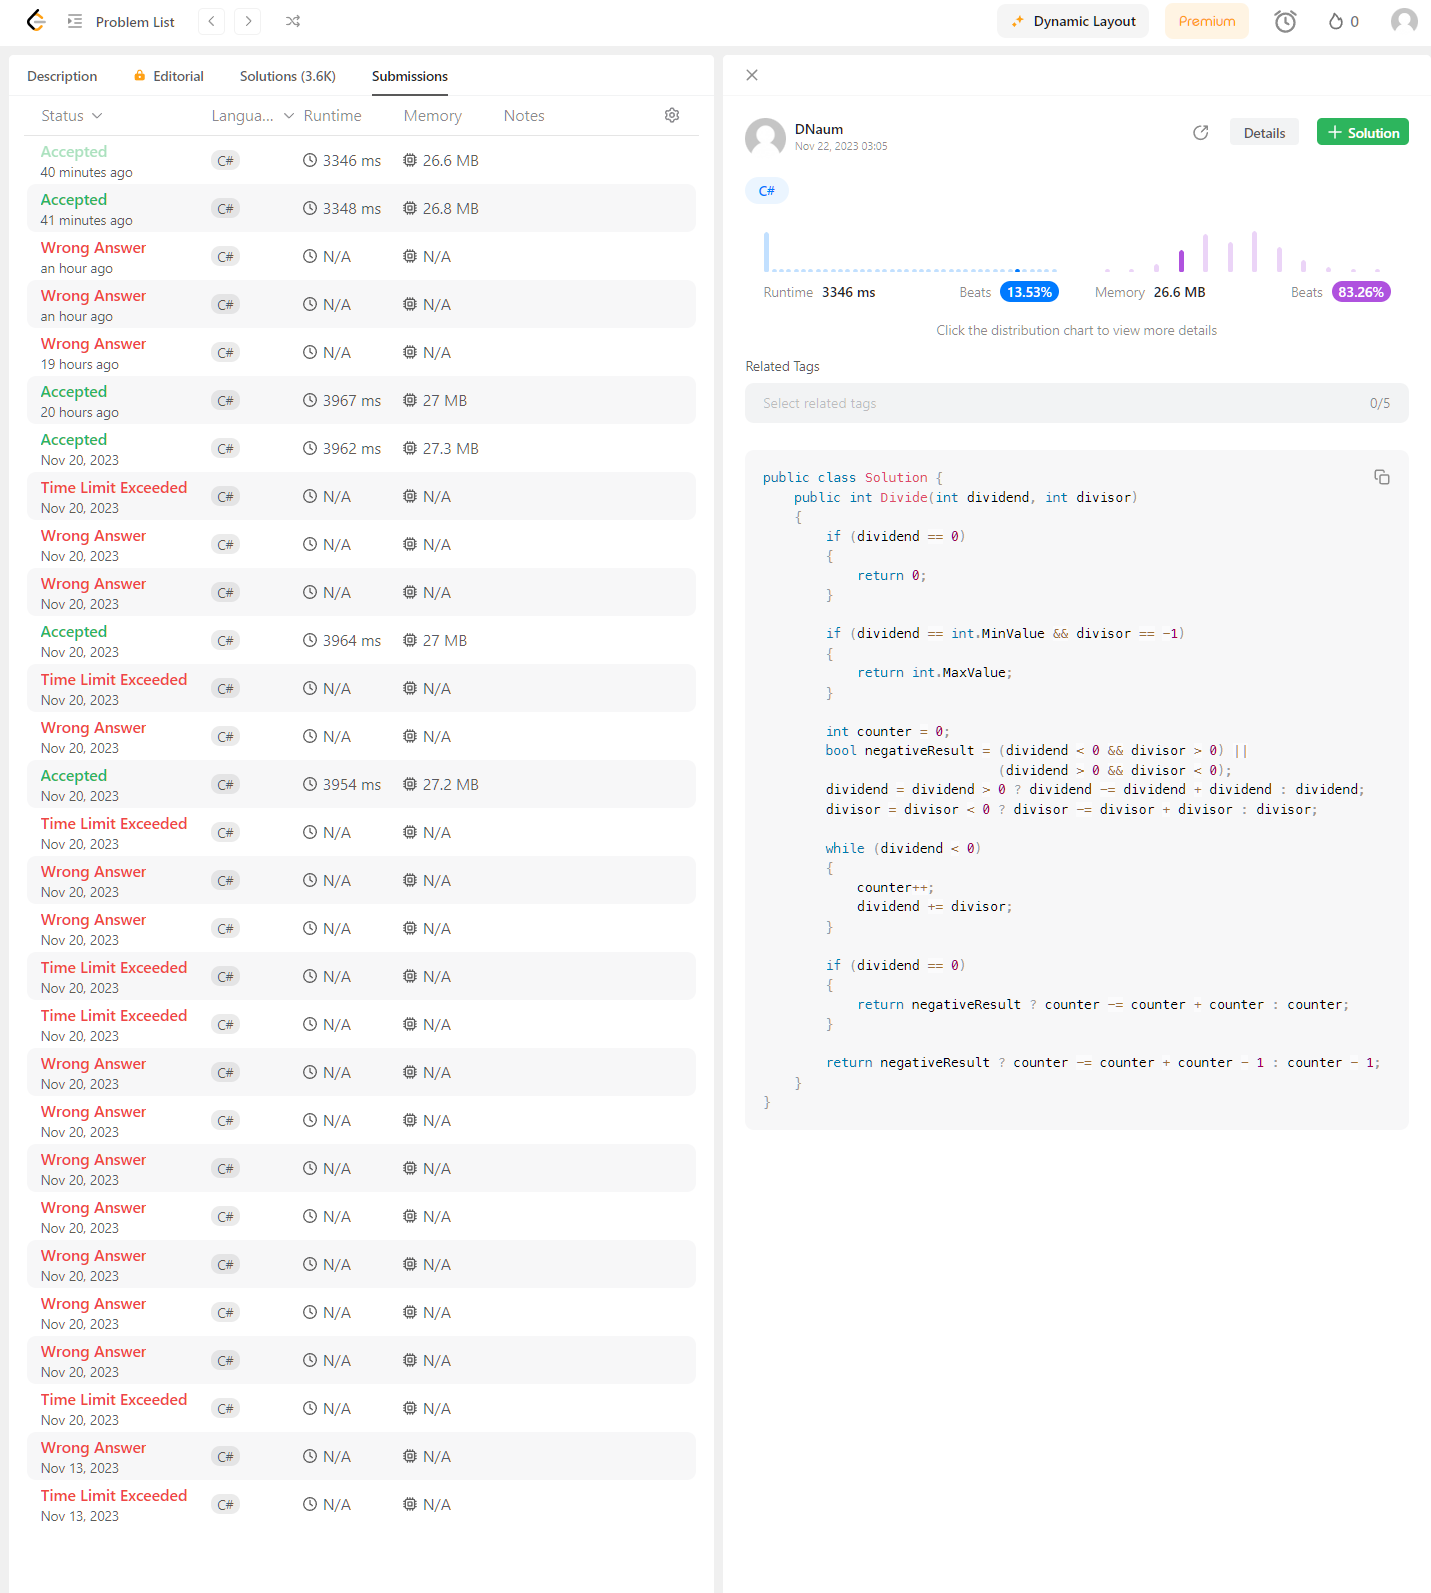 Problem List
Dynamic Layout
Premium
0
Description
Editorial
Solutions (3.6K)
Submissions
Status
Langua...
Runtime
Memory
Notes
Accepted
40 minutes ago
C#
3346 ms
26.6 MB
Accepted
41 minutes ago
C#
3348 ms
26.8 MB
Wrong Answer
an hour ago
C#
N/A
N/A
Wrong Answer
an hour ago
C#
N/A
N/A
Wrong Answer
19 hours ago
C#
N/A
N/A
Accepted
20 hours ago
C#
3967 ms
27 MB
Accepted
Nov 20, 2023
C#
3962 ms
27.3 MB
Time Limit Exceeded
Nov 20, 2023
C#
N/A
N/A
Wrong Answer
Nov 20, 2023
C#
N/A
N/A
Wrong Answer
Nov 20, 2023
C#
N/A
N/A
Accepted
Nov 20, 2023
C#
3964 ms
27 MB
Time Limit Exceeded
Nov 20, 2023
C#
N/A
N/A
Wrong Answer
Nov 20, 2023
C#
N/A
N/A
Accepted
Nov 20, 2023
C#
3954 ms
27.2 MB
Time Limit Exceeded
Nov 20, 2023
C#
N/A
N/A
Wrong Answer
Nov 20, 2023
C#
N/A
N/A
Wrong Answer
Nov 20, 2023
C#
N/A
N/A
Time Limit Exceeded
Nov 20, 2023
C#
N/A
N/A
Time Limit Exceeded
Nov 20, 2023
C#
N/A
N/A
Wrong Answer
Nov 20, 2023
C#
N/A
N/A
Wrong Answer
Nov 20, 2023
C#
N/A
N/A
Wrong Answer
Nov 20, 2023
C#
N/A
N/A
Wrong Answer
Nov 20, 2023
C#
N/A
N/A
Wrong Answer
Nov 20, 2023
C#
N/A
N/A
Wrong Answer
Nov 20, 2023
C#
N/A
N/A
Wrong Answer
Nov 20, 2023
C#
N/A
N/A
Time Limit Exceeded
Nov 20, 2023
C#
N/A
N/A
Wrong Answer
Nov 13, 2023
C#
N/A
N/A
Time Limit Exceeded
Nov 13, 2023
C#
N/A
N/A
DNaum
Nov 22, 2023 03:05
Details
+ Solution
C#
Runtime 3346 ms
Beats 13.53%
Memory 26.6 MB
Beats 83.26%
Click the distribution chart to view more details
Related Tags
Select related tags
0/5
public class Solution {
    public int Divide(int dividend, int divisor)
    {
        if (dividend == 0)
        {
            return 0;
        }

        if (dividend == int.MinValue && divisor == -1)
        {
            return int.MaxValue;
        }

        int counter = 0;
        bool negativeResult = (dividend < 0 && divisor > 0) ||
                              (dividend > 0 && divisor < 0);
        dividend = dividend > 0 ? dividend -= dividend + dividend : dividend;
        divisor = divisor < 0 ? divisor -= divisor + divisor : divisor;

        while (dividend < 0)
        {
            counter++;
            dividend += divisor;
        }

        if (dividend == 0)
        {
            return negativeResult ? counter -= counter + counter : counter;
        }

        return negativeResult ? counter -= counter + counter - 1 : counter - 1;
    }
}